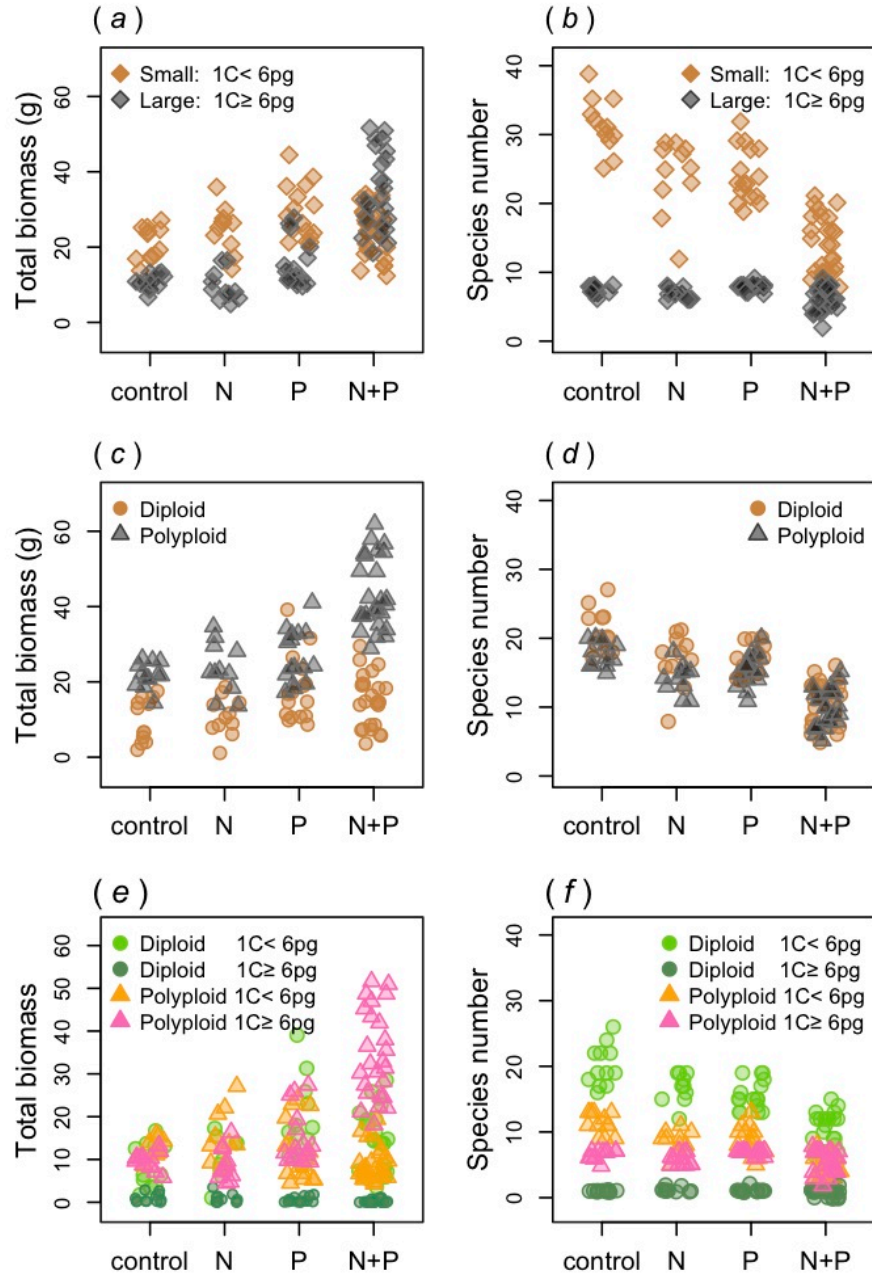 ( a )
Small: 1C< 6pg
Large: 1C≥ 6pg
Total biomass (g)
60
40
20
0
control N P N+P
( b )
Small: 1C< 6pg
Large: 1C≥ 6pg
Species number
40
30
20
10
0
control N P N+P
( c )
Diploid
Polyploid
Total biomass (g)
60
40
20
0
control N P N+P
( d )
Diploid
Polyploid
Species number
40
30
20
10
0
control N P N+P
( e )
Diploid 1C< 6pg
Diploid 1C≥ 6pg
Polyploid 1C< 6pg
Polyploid 1C≥ 6pg
Total biomass
60
50
40
30
20
10
0
control N P N+P
( f )
Diploid 1C< 6pg
Diploid 1C≥ 6pg
Polyploid 1C< 6pg
Polyploid 1C≥ 6pg
Species number
40
30
20
10
0
control N P N+P